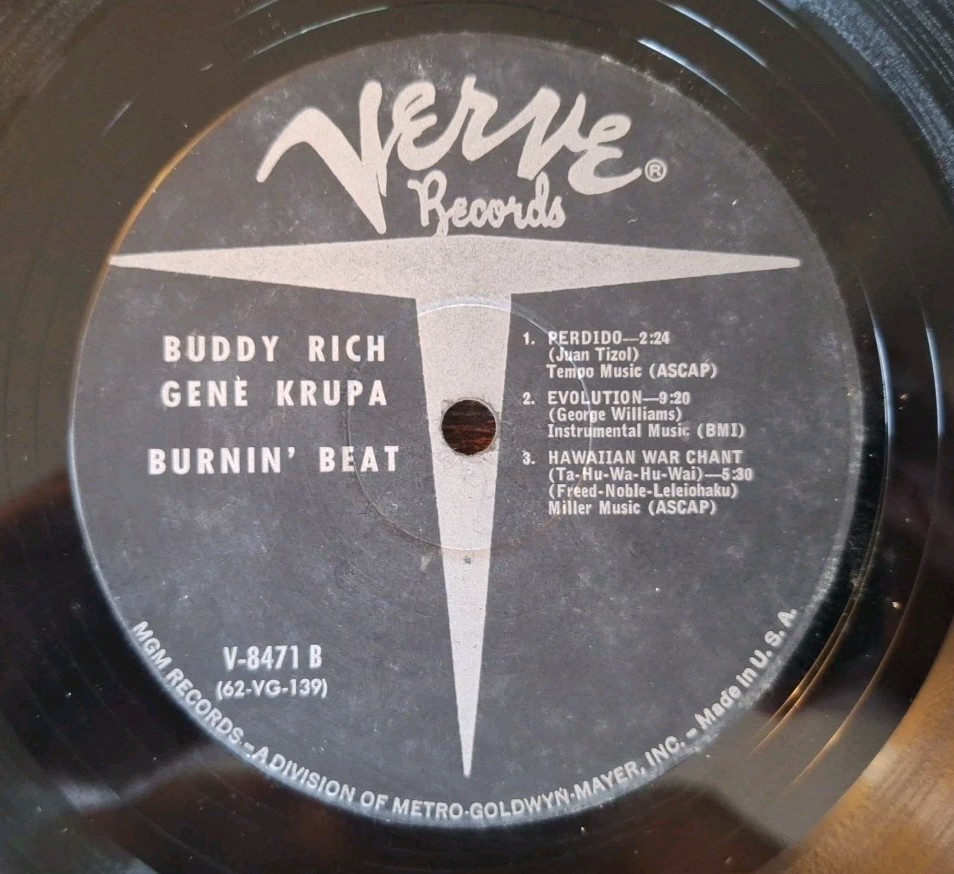 Verve®
Records
BUDDY RICH
GENE KRUPA
BURNIN' BEAT
1. PERDIDO—2:24
(Juan Tizol)
Tempo Music (ASCAP)
2. EVOLUTION—9:20
(George Williams)
Instrumental Music (BMI)
3. HAWAIIAN WAR CHANT
(Ta-Hu-Wa-Hu-Wai)—5:30
(Freed-Noble-Leleiohaku)
Miller Music (ASCAP)
V-8471 B
(62-VG-139)
MGM RECORDS - A DIVISION OF METRO-GOLDWYN-MAYER, INC. - Made in U. S. A.